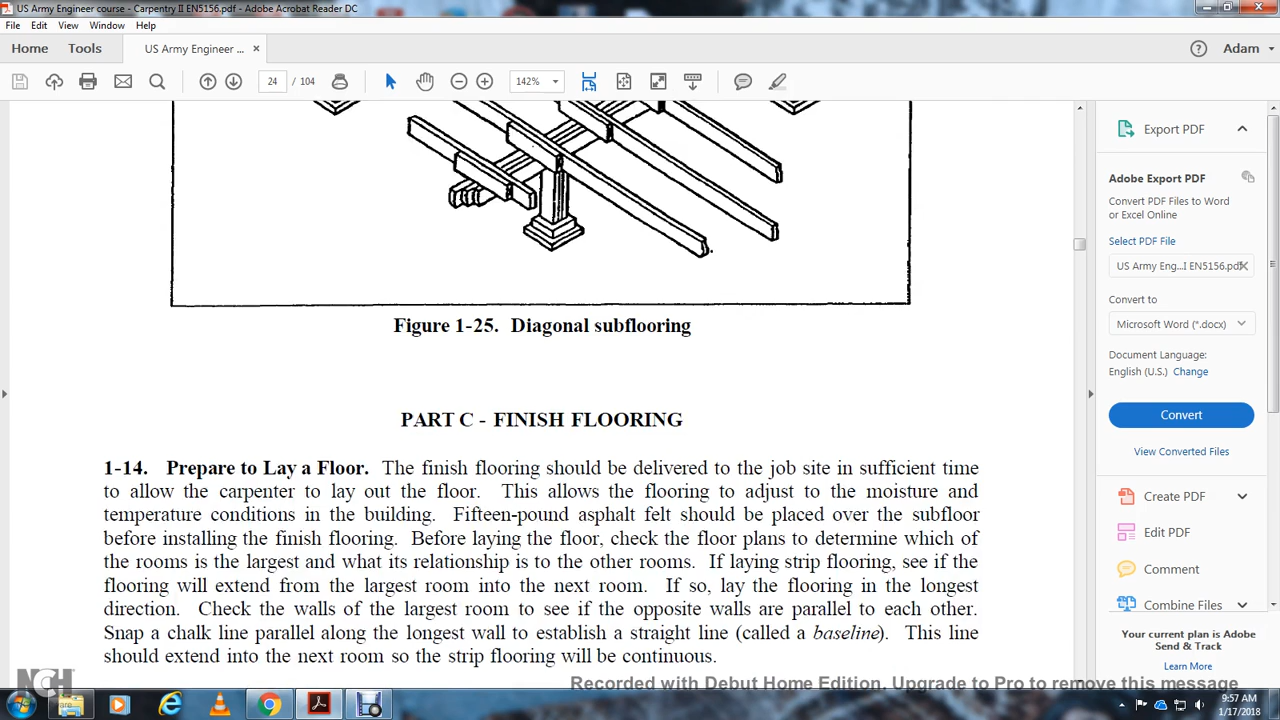 US Army Engineer course - Carpentry II EN5156.pdf - Adobe Acrobat Reader DC
File Edit View Window Help
Home Tools US Army Engineer ... × Adam
24 / 104 142%
Figure 1-25. Diagonal subflooring
PART C - FINISH FLOORING
1-14. Prepare to Lay a Floor. The finish flooring should be delivered to the job site in sufficient time
to allow the carpenter to lay out the floor. This allows the flooring to adjust to the moisture and
temperature conditions in the building. Fifteen-pound asphalt felt should be placed over the subfloor
before installing the finish flooring. Before laying the floor, check the floor plans to determine which of
the rooms is the largest and what its relationship is to the other rooms. If laying strip flooring, see if the
flooring will extend from the largest room into the next room. If so, lay the flooring in the longest
direction. Check the walls of the largest room to see if the opposite walls are parallel to each other.
Snap a chalk line parallel along the longest wall to establish a straight line (called a baseline). This line
should extend into the next room so the strip flooring will be continuous.
Export PDF
Adobe Export PDF
Convert PDF Files to Word
or Excel Online
Select PDF File
US Army Eng...I EN5156.pdf
Convert to
Microsoft Word (*.docx)
Document Language:
English (U.S.) Change
Convert
View Converted Files
Create PDF
Edit PDF
Comment
Combine Files
Your current plan is Adobe
Send & Track
Learn More
NCH
Recorded with Debut Home Edition. Upgrade to Pro to remove this message
9:57 AM
1/17/2018